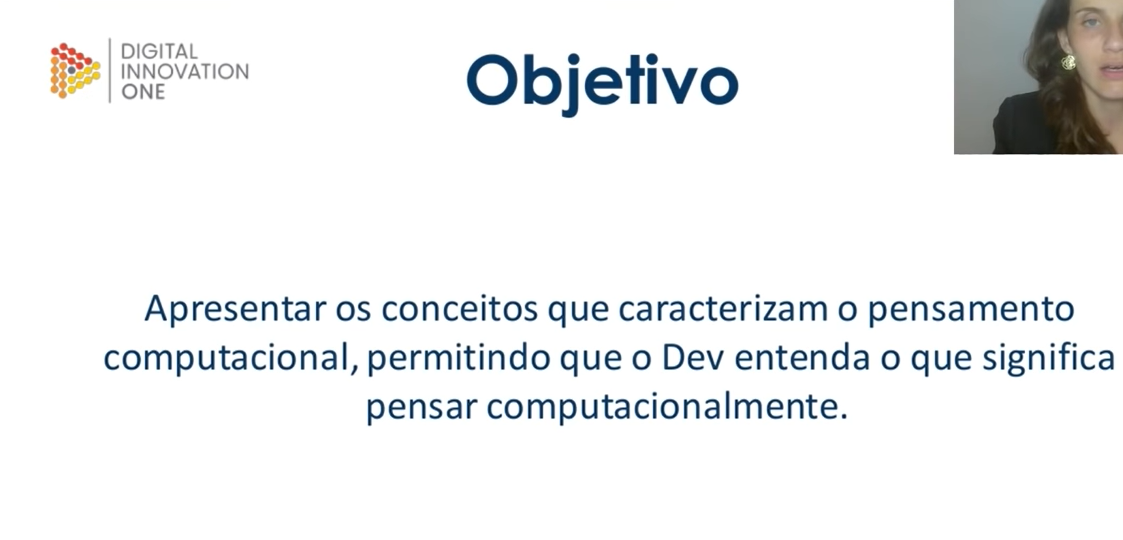 DIGITAL
INNOVATION
ONE
Objetivo
Apresentar os conceitos que caracterizam o pensamento
computacional, permitindo que o Dev entenda o que significa
pensar computacionalmente.